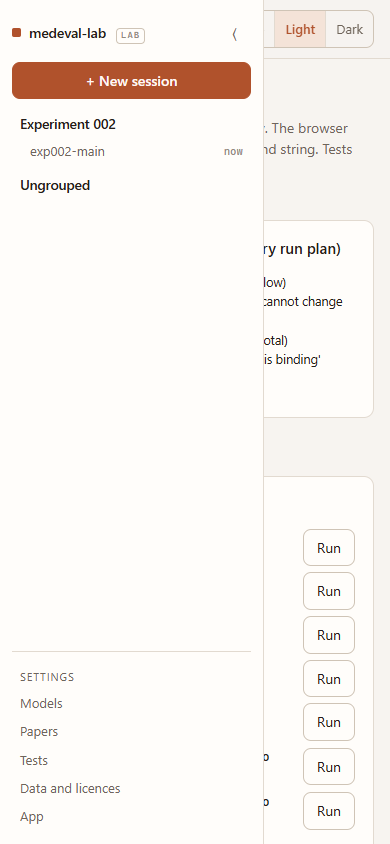 medeval-lab LAB
+ New session
Experiment 002
exp002-main now
Ungrouped
SETTINGS
Models
Papers
Tests
Data and licences
App
Light Dark
. The browser
nd string. Tests
ry run plan)
low)
cannot change
otal)
is binding'
Run
Run
Run
Run
Run
o Run
o Run